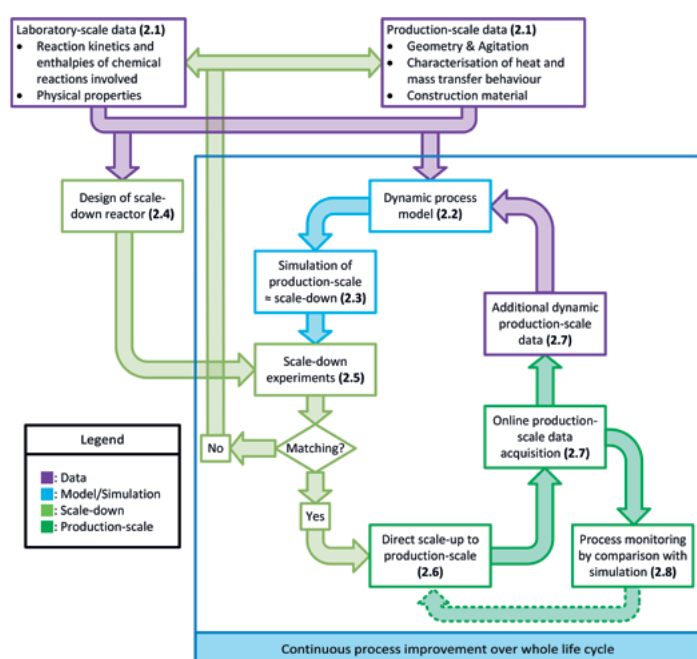 Laboratory-scale data (2.1)
• Reaction kinetics and
enthalpies of chemical
reactions involved
• Physical properties
Production-scale data (2.1)
• Geometry & Agitation
• Characterisation of heat and
mass transfer behaviour
• Construction material
Design of scale-
down reactor (2.4)
Dynamic process
model (2.2)
Simulation of
production-scale
≈ scale-down (2.3)
Additional dynamic
production-scale
data (2.7)
Scale-down
experiments (2.5)
Online production-
scale data
acquisition (2.7)
No
Matching?
Legend
: Data
: Model/Simulation
: Scale-down
: Production-scale
Yes
Direct scale-up to
production-scale
(2.6)
Process monitoring
by comparison with
simulation (2.8)
Continuous process improvement over whole life cycle